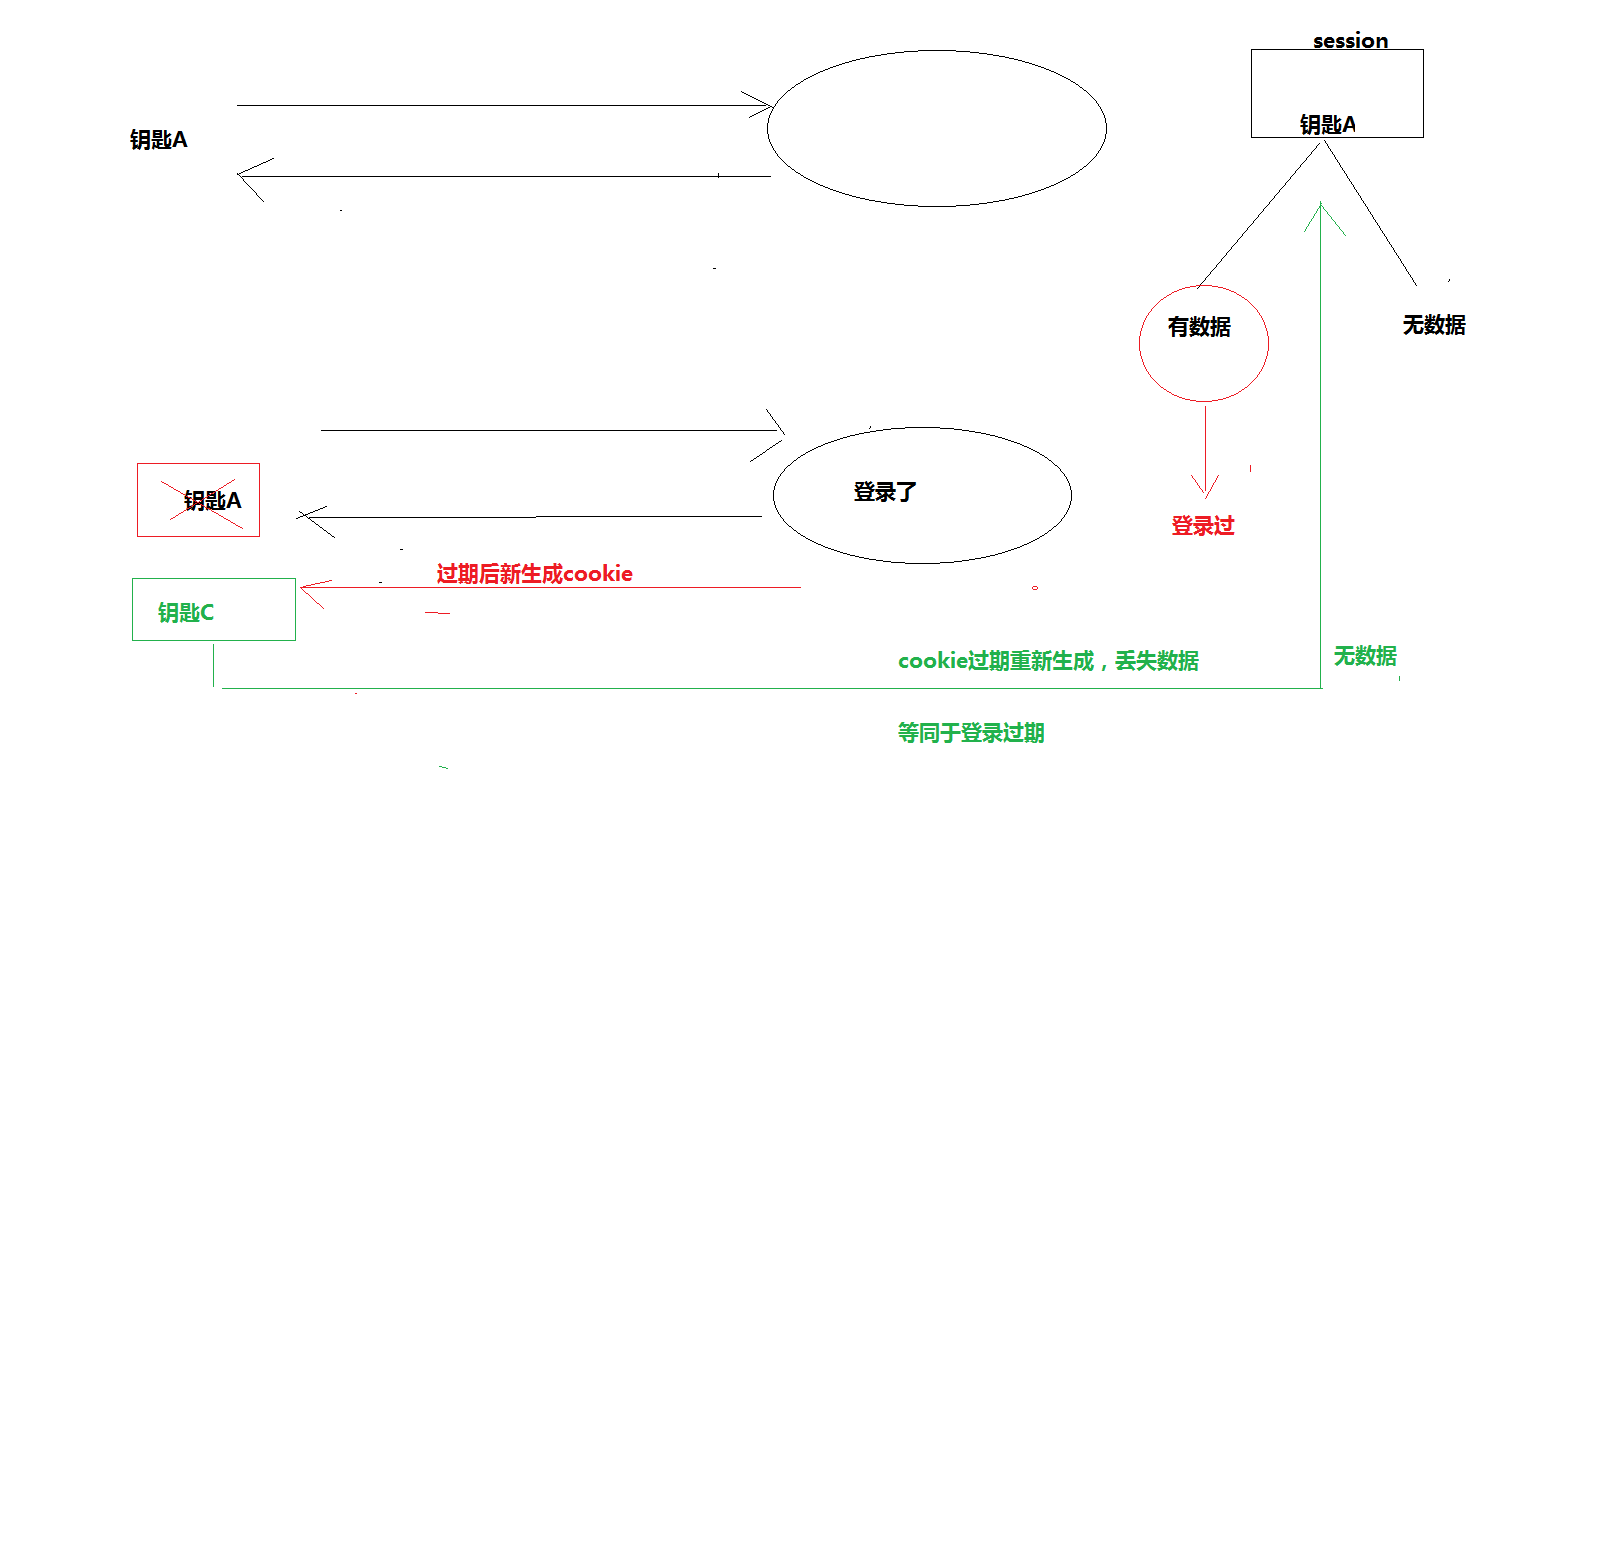 session
钥匙A
钥匙A
有数据
无数据
登录了
钥匙A
登录过
过期后新生成cookie
钥匙C
cookie过期重新生成，丢失数据
无数据
等同于登录过期